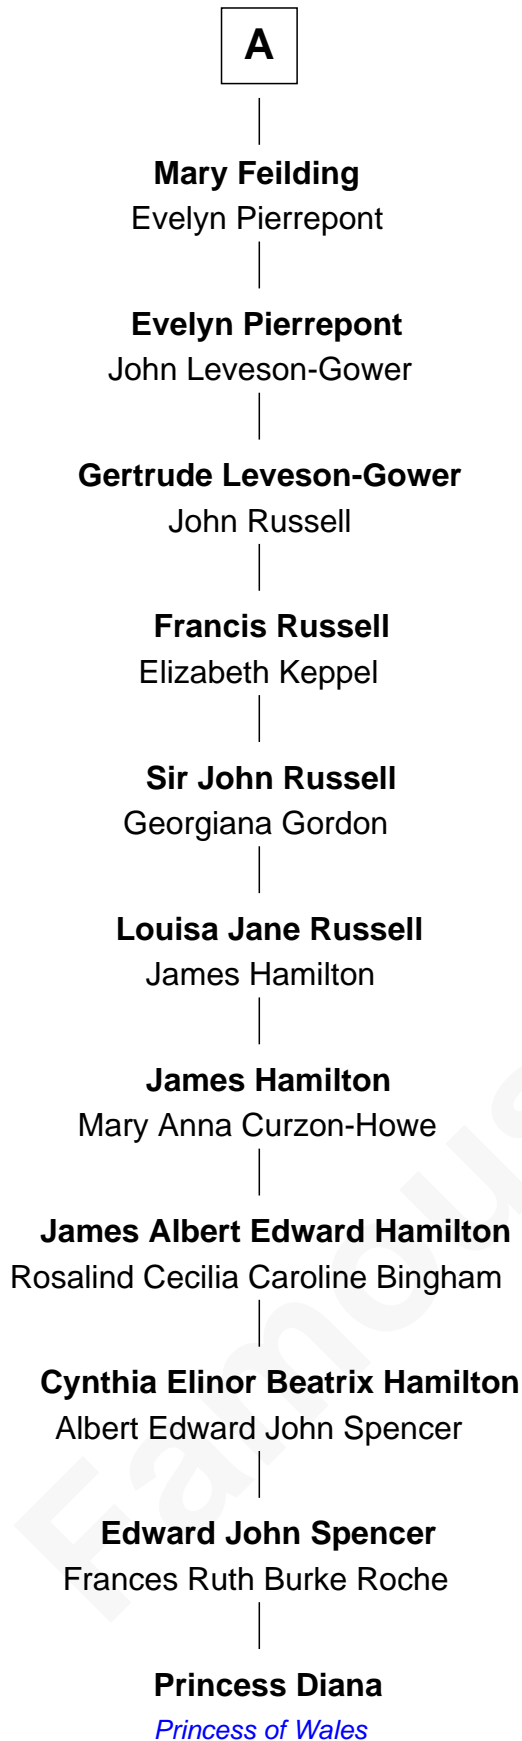 A
Mary Feilding
Evelyn Pierrepont
Evelyn Pierrepont
John Leveson-Gower
Gertrude Leveson-Gower
John Russell
Francis Russell
Elizabeth Keppel
Sir John Russell
Georgiana Gordon
Louisa Jane Russell
James Hamilton
James Hamilton
Mary Anna Curzon-Howe
James Albert Edward Hamilton
Rosalind Cecilia Caroline Bingham
Cynthia Elinor Beatrix Hamilton
Albert Edward John Spencer
Edward John Spencer
Frances Ruth Burke Roche
Princess Diana
Princess of Wales
Famous